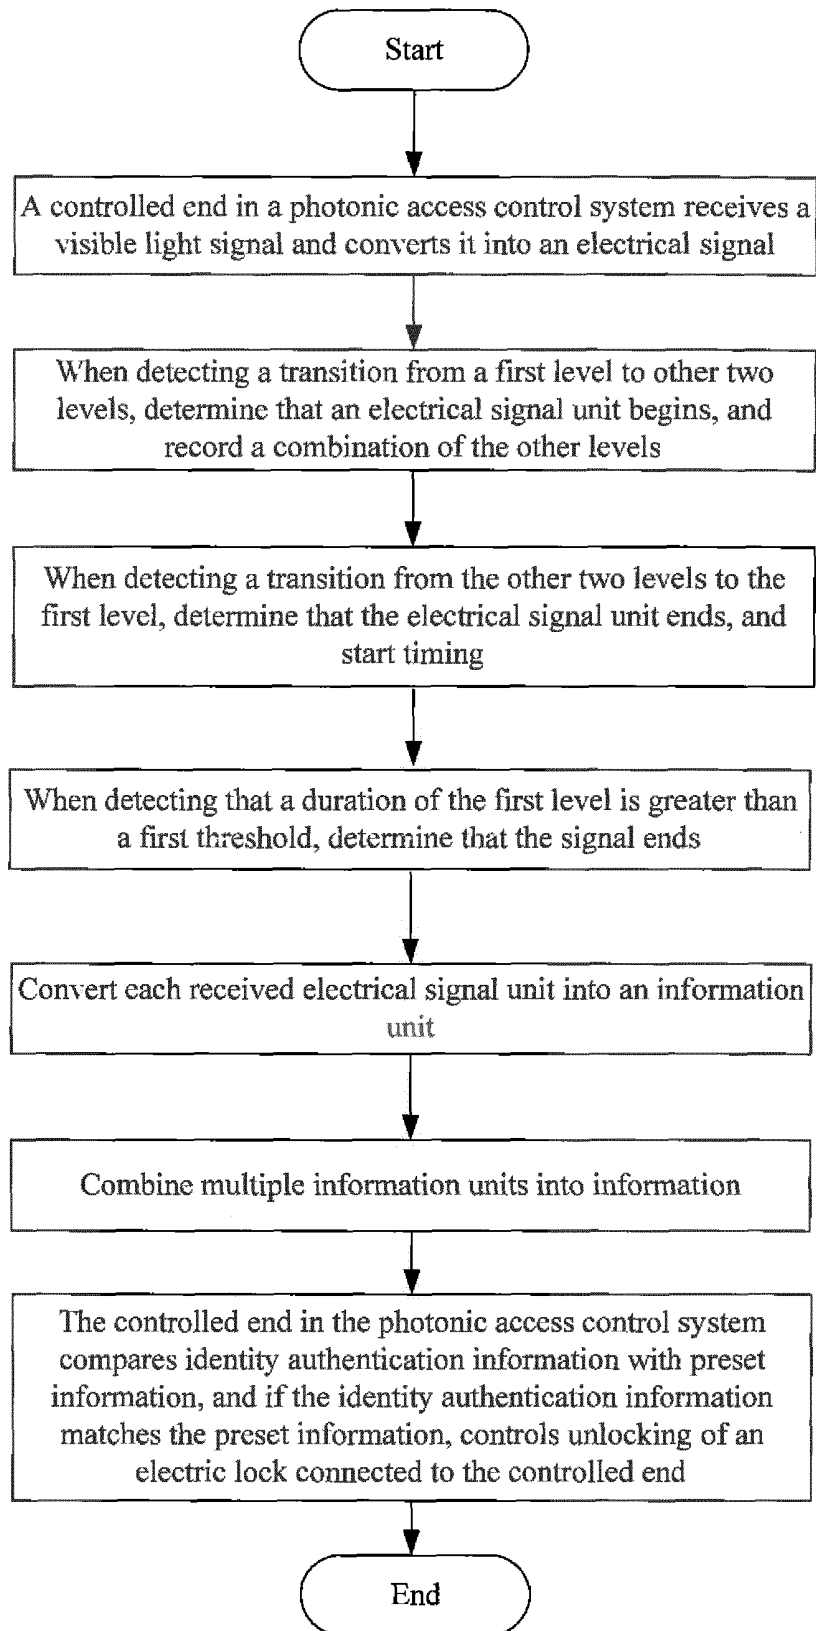 Start
A controlled end in a photonic access control system receives a
visible light signal and converts it into an electrical signal
When detecting a transition from a first level to other two
levels, determine that an electrical signal unit begins, and
record a combination of the other levels
When detecting a transition from the other two levels to the
first level, determine that the electrical signal unit ends, and
start timing
When detecting that a duration of the first level is greater than
a first threshold, determine that the signal ends
Convert each received electrical signal unit into an information
unit
Combine multiple information units into information
The controlled end in the photonic access control system
compares identity authentication information with preset
information, and if the identity authentication information
matches the preset information, controls unlocking of an
electric lock connected to the controlled end
End